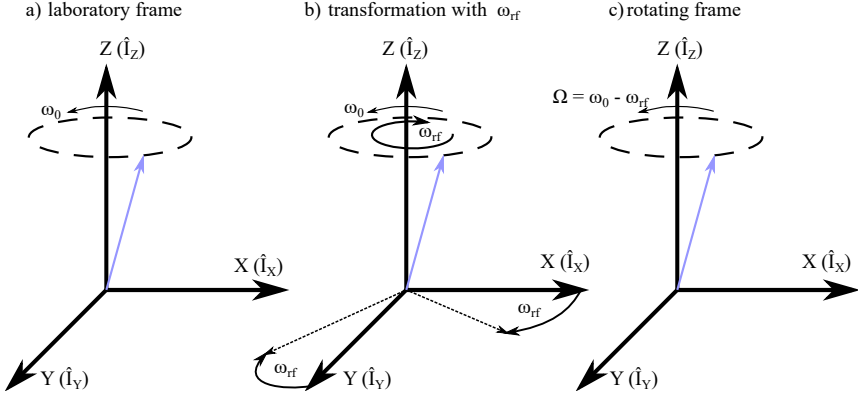 a) laboratory frame
Z (Î_Z)
ω_0
X (Î_X)
Y (Î_Y)
b) transformation with ω_rf
Z (Î_Z)
ω_0
ω_rf
X (Î_X)
ω_rf
ω_rf
Y (Î_Y)
c) rotating frame
Z (Î_Z)
Ω = ω_0 - ω_rf
X (Î_X)
Y (Î_Y)